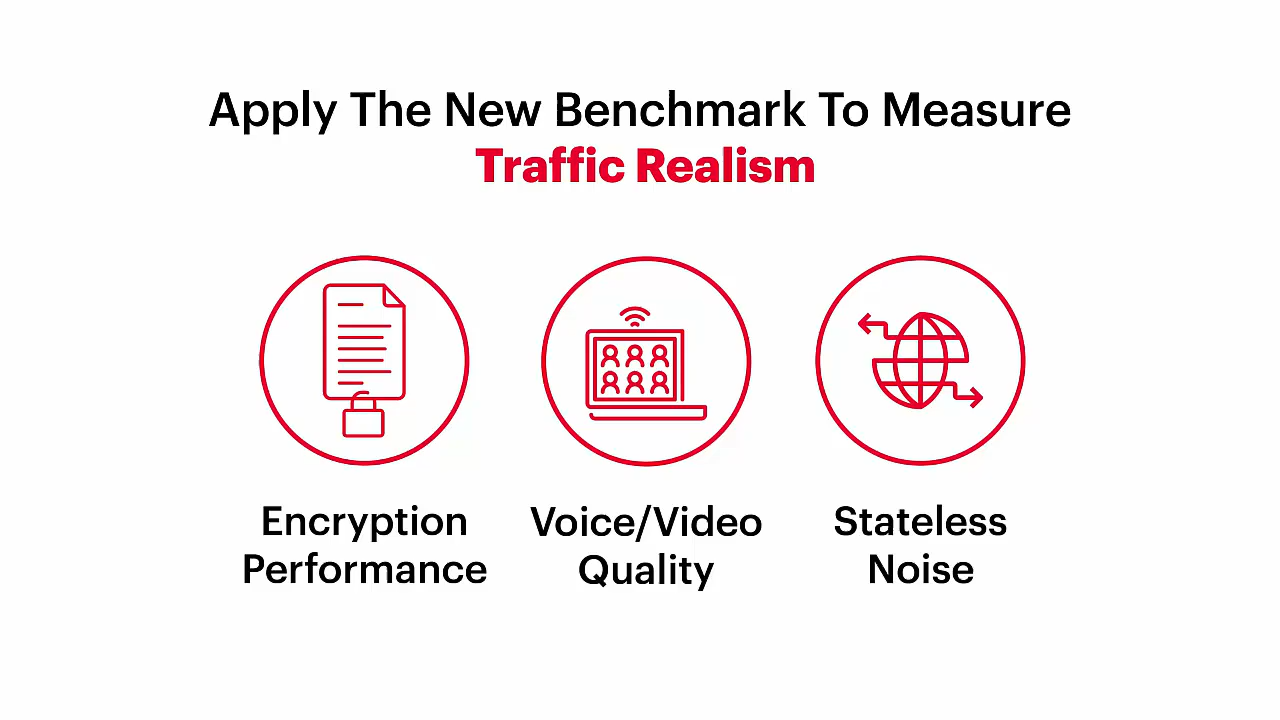 Apply The New Benchmark To Measure
Traffic Realism
Encryption
Performance
Voice/Video
Quality
Stateless
Noise